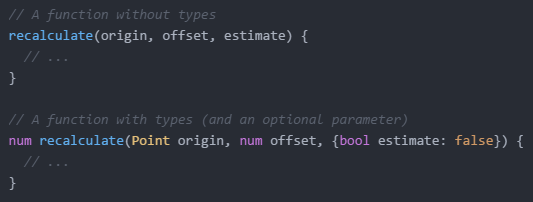 // A function without types
recalculate(origin, offset, estimate) {
  // ...
}

// A function with types (and an optional parameter)
num recalculate(Point origin, num offset, {bool estimate: false}) {
  // ...
}